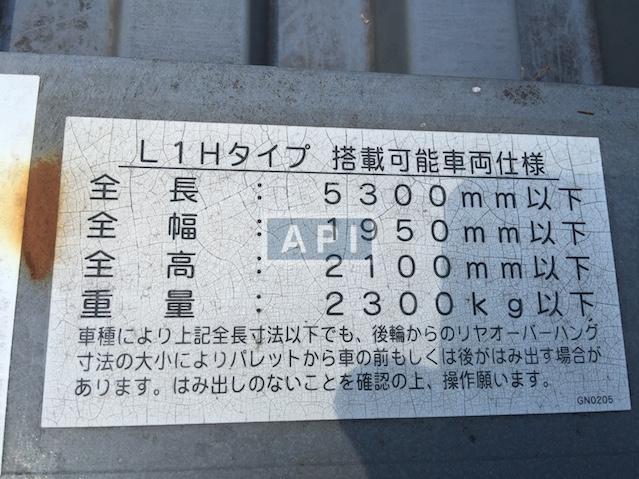 L1Hタイプ 搭載可能車両仕様
全長：5300mm以下
全幅：1950mm以下
API
全高：2100mm以下
重量：2300kg以下
車種により上記全長寸法以下でも、後輪からのリヤオーバーハング
寸法の大小によりパレットから車の前もしくは後がはみ出す場合が
あります。はみ出しのないことを確認の上、操作願います。
GN0205